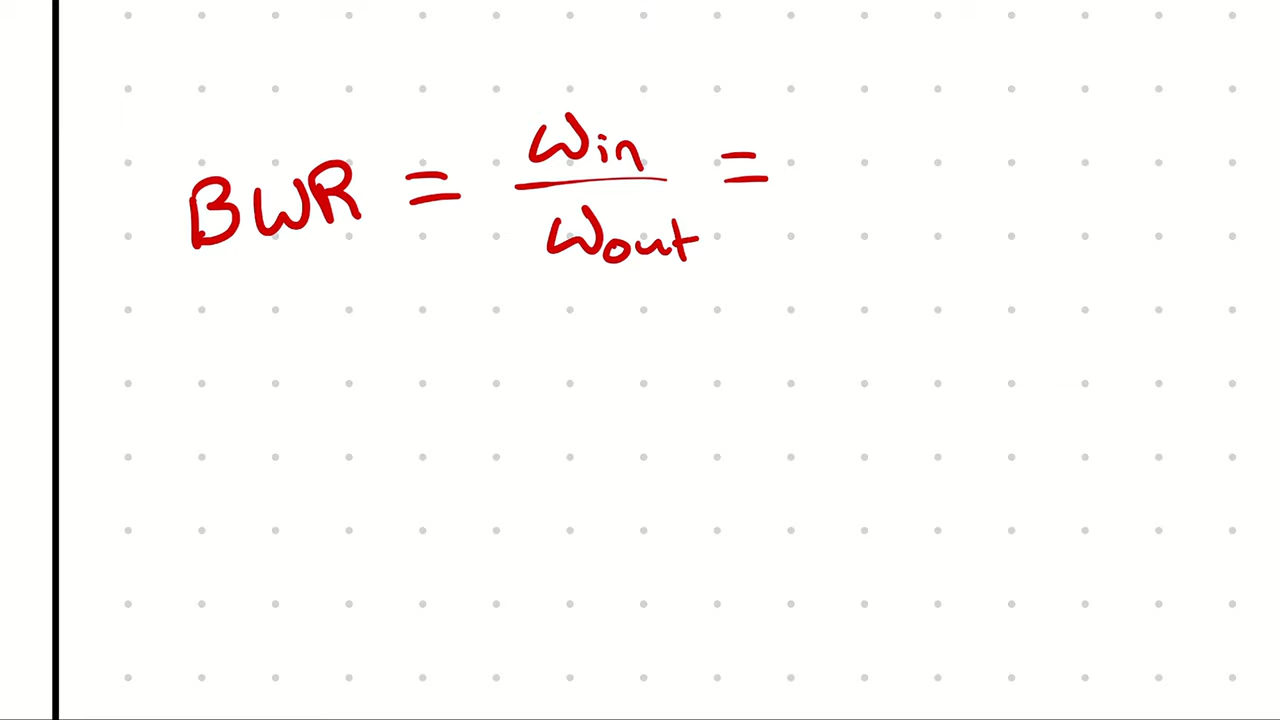 BWR = win / wout =